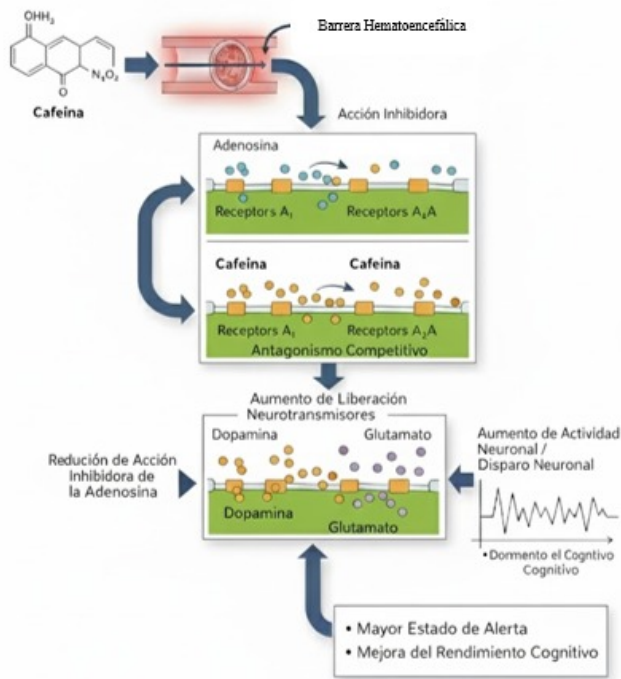 OHH₂
Barrera Hematoencefálica
N₄O₂
O
Cafeína
Acción Inhibidora
Adenosina
Receptors A₁
Receptors A₄A
Cafeína
Cafeína
Receptors A₁
Receptors A₂A
Antagonismo Competitivo
Aumento de Liberación
Neurotransmisores
Dopamina
Glutamato
Dopamina
Glutamato
Redución de Acción
Inhibidora de
la Adenosina
Aumento de Actividad
Neuronal /
Disparo Neuronal
•Dormento el Cogntivo
Cognitivo
• Mayor Estado de Alerta
• Mejora del Rendimiento Cognitivo